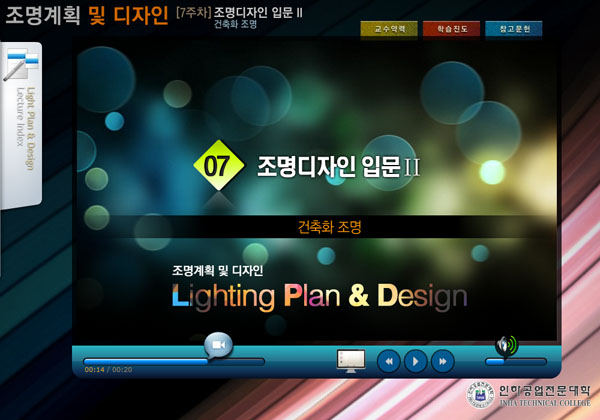 조명계획 및 디자인 [7주차] 조명디자인 입문 II
건축화 조명
교수약력 학습진도 참고문헌
Light Plan & Design
Lecture Index
07 조명디자인 입문 II
건축화 조명
조명계획 및 디자인
Lighting Plan & Design
00:14 / 00:20
인하공업전문대학
INHA TECHNICAL COLLEGE